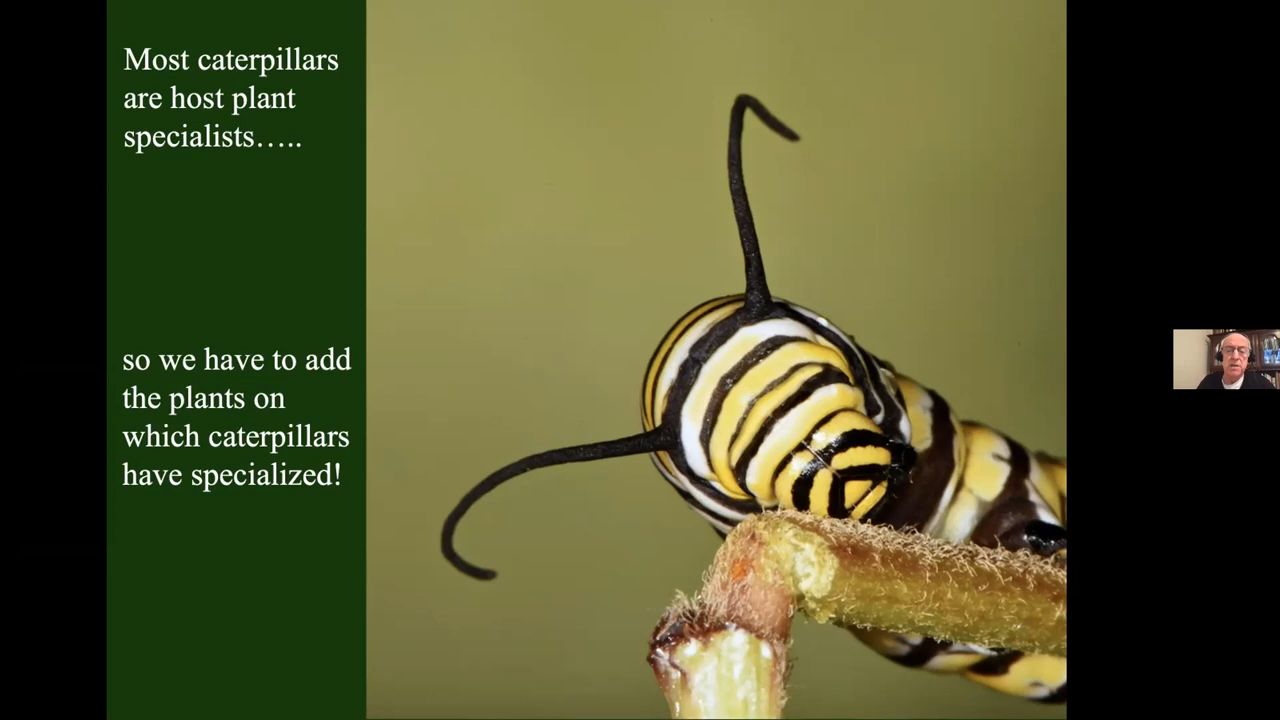 Most caterpillars
are host plant
specialists…..
so we have to add
the plants on
which caterpillars
have specialized!